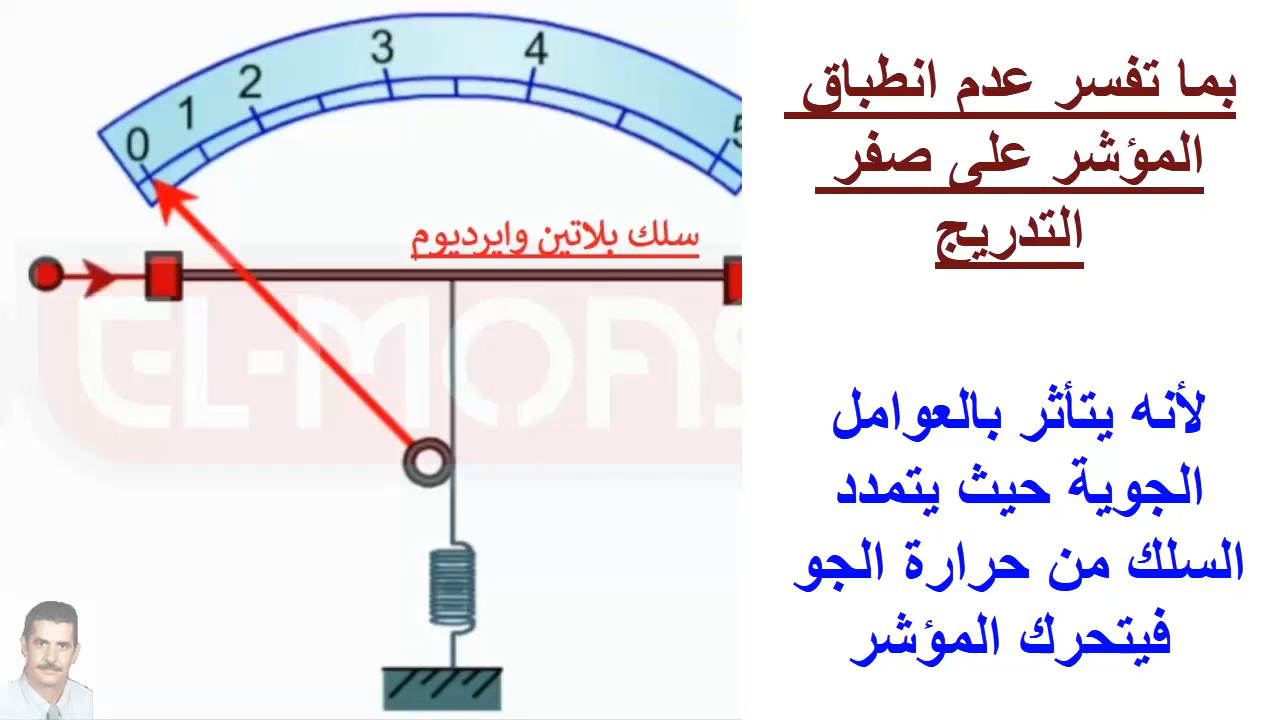 بما تفسر عدم انطباق
المؤشر على صفر
التدريج
0 1 2 3 4 5
سلك بلاتين وايرديوم
EL-MOAS
لأنه يتأثر بالعوامل
الجوية حيث يتمدد
السلك من حرارة الجو
فيتحرك المؤشر